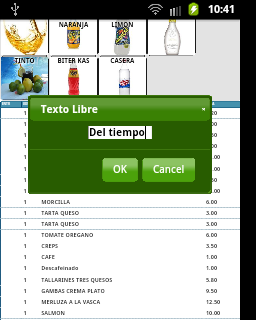 10:41
NARANJA
LIMON
TINTO
BITER KAS
CASERA
Texto Libre
Del tiempo
OK
Cancel
1 MORCILLA 6.00
1 TARTA QUESO 3.00
1 TARTA QUESO 3.00
1 TOMATE OREGANO 6.00
1 CREPS 3.50
1 CAFE 1.00
1 Descafeinado 1.00
1 TALLARINES TRES QUESOS 5.80
1 GAMBAS CREMA PLATO 9.50
1 MERLUZA A LA VASCA 12.50
1 SALMON 10.00